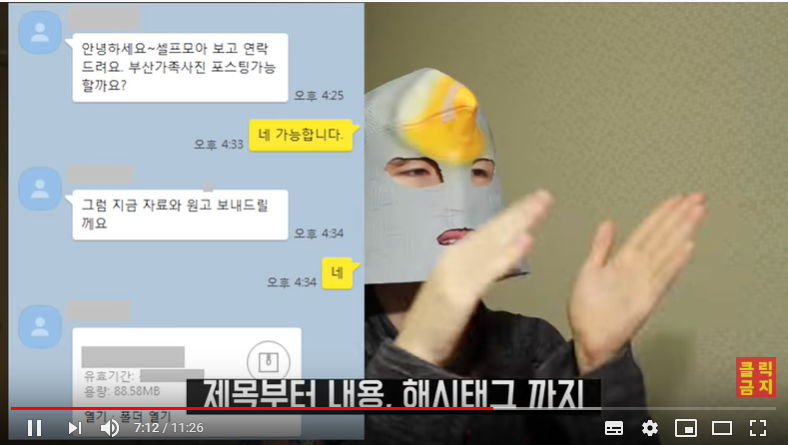 안녕하세요~셀프모아 보고 연락
드려요. 부산가족사진 포스팅가능
할까요?
오후 4:25
네 가능합니다.
오후 4:33
그럼 지금 자료와 원고 보내드릴
께요
오후 4:34
네
오후 4:34
유효기간:
용량: 88.58MB
열기 · 폴더 열기
제목부터 내용, 해시태그 까지
클릭
금지
7:12 / 11:26